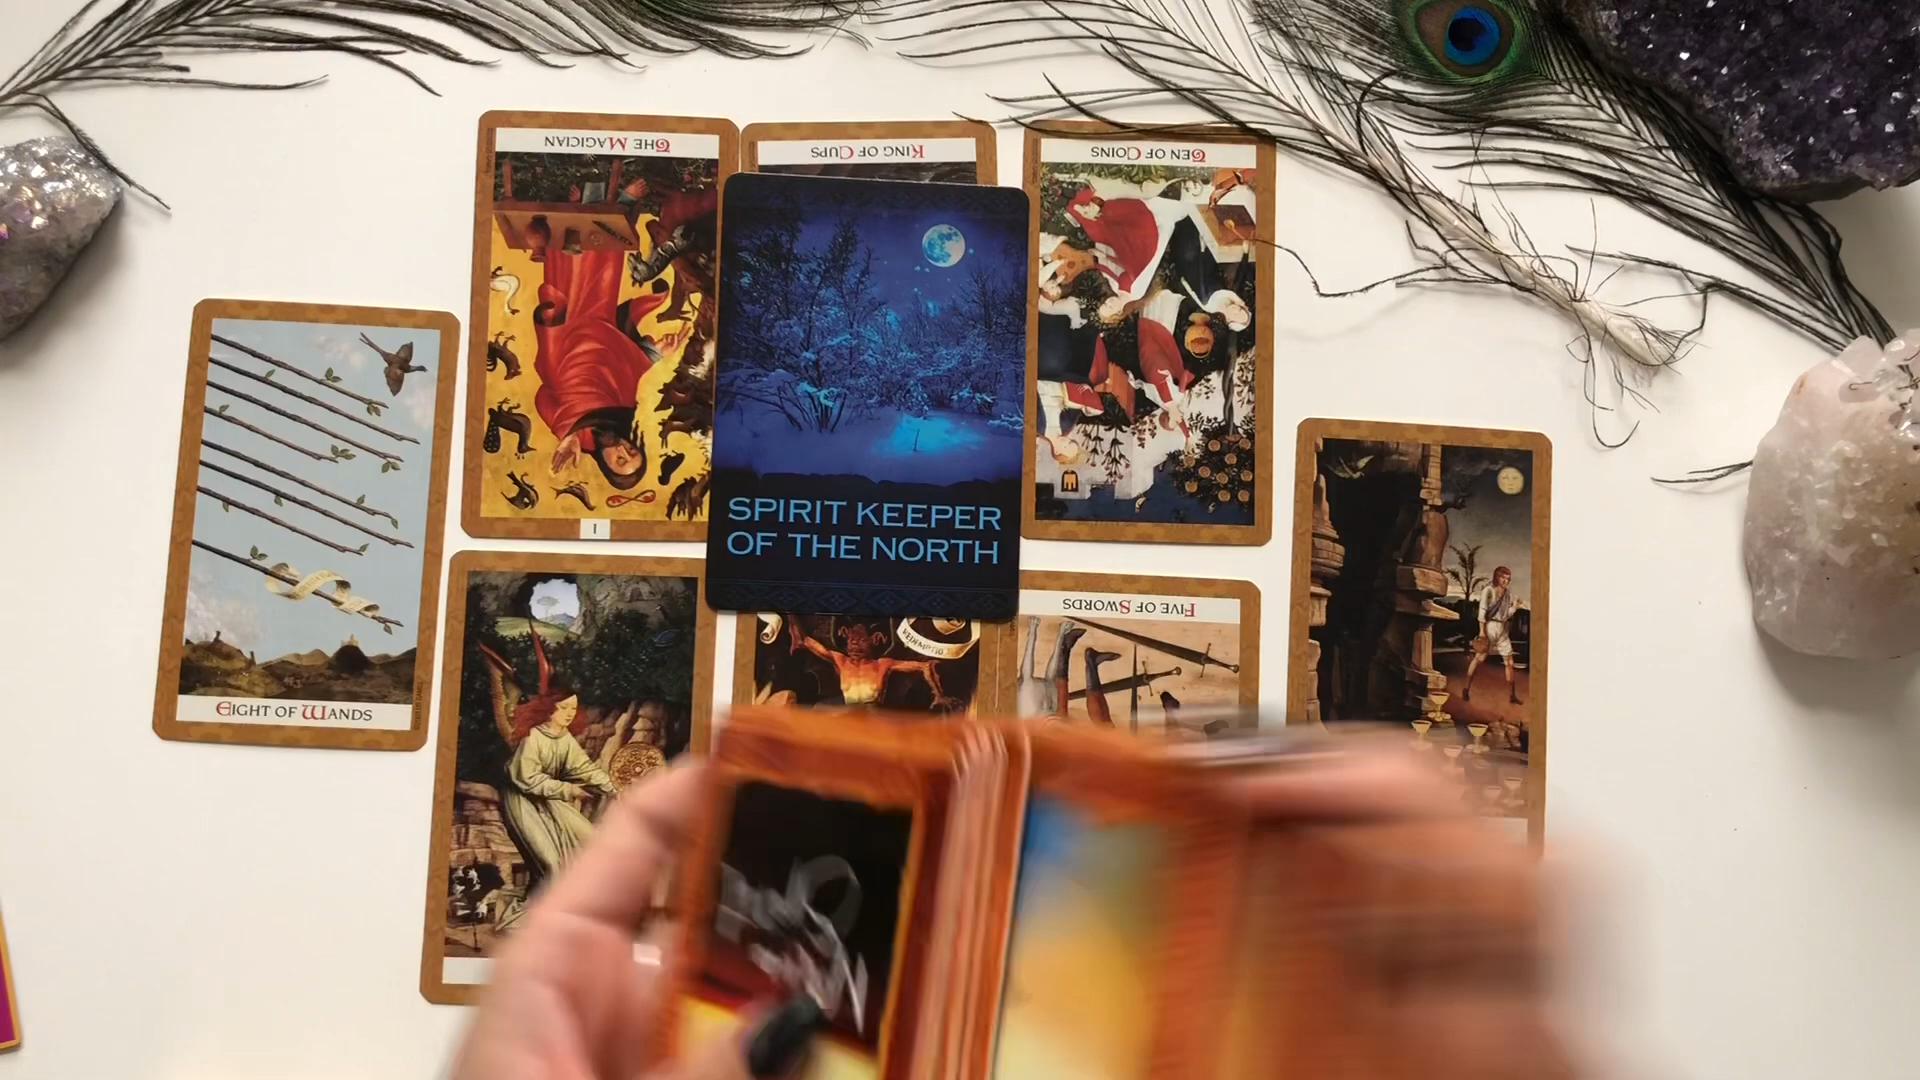 THE MAGICIAN
KING OF CUPS
TEN OF COINS
I
SPIRIT KEEPER
OF THE NORTH
FIVE OF SWORDS
EIGHT OF WANDS